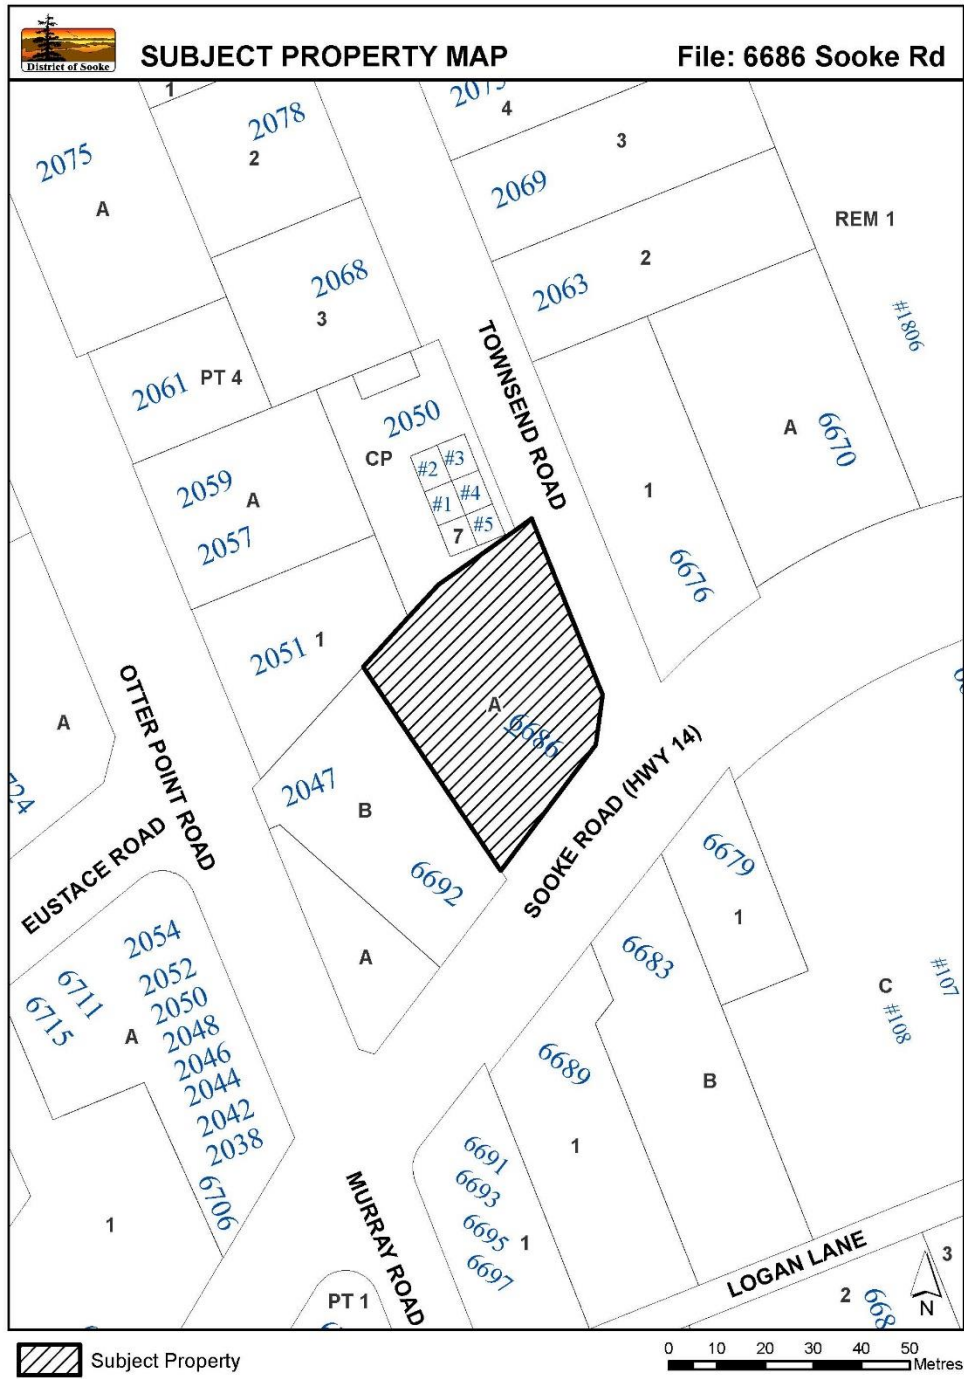 District of Sooke
SUBJECT PROPERTY MAP
File: 6686 Sooke Rd
1
2078
2
2075
A
4
3
2069
2
2063
REM 1
#1806
2068
3
TOWNSEND ROAD
2061
PT 4
2050
CP
#2
#3
#1
#4
7
#5
A
6670
1
6676
2059
A
2057
2051
1
A
6686
OTTER POINT ROAD
A
2047
B
6692
SOOKE ROAD (HWY 14)
EUSTACE ROAD
A
6679
1
6683
C
#107
#108
B
2054
2052
2050
2048
2046
2044
2042
2038
6711
6715
A
6706
1
6689
1
6691
6693
6695
6697
1
MURRAY ROAD
PT 1
LOGAN LANE
2
3
N
Subject Property
0 10 20 30 40 50
Metres